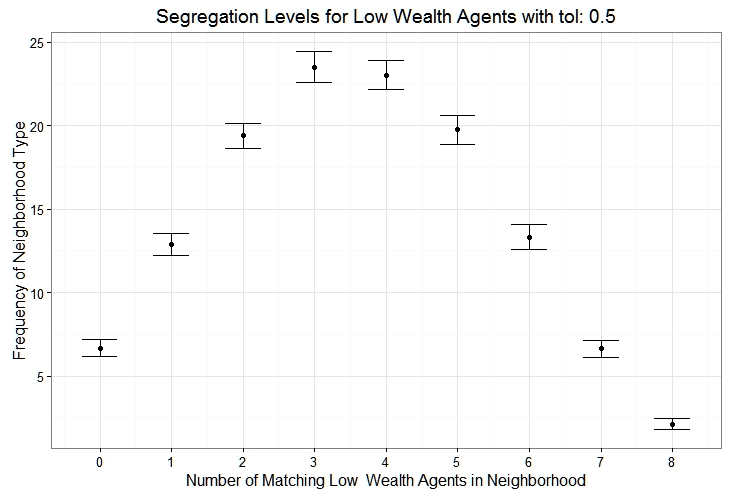 Segregation Levels for Low Wealth Agents with tol: 0.5
Frequency of Neighborhood Type
25
20
15
10
5
0 1 2 3 4 5 6 7 8
Number of Matching Low  Wealth Agents in Neighborhood